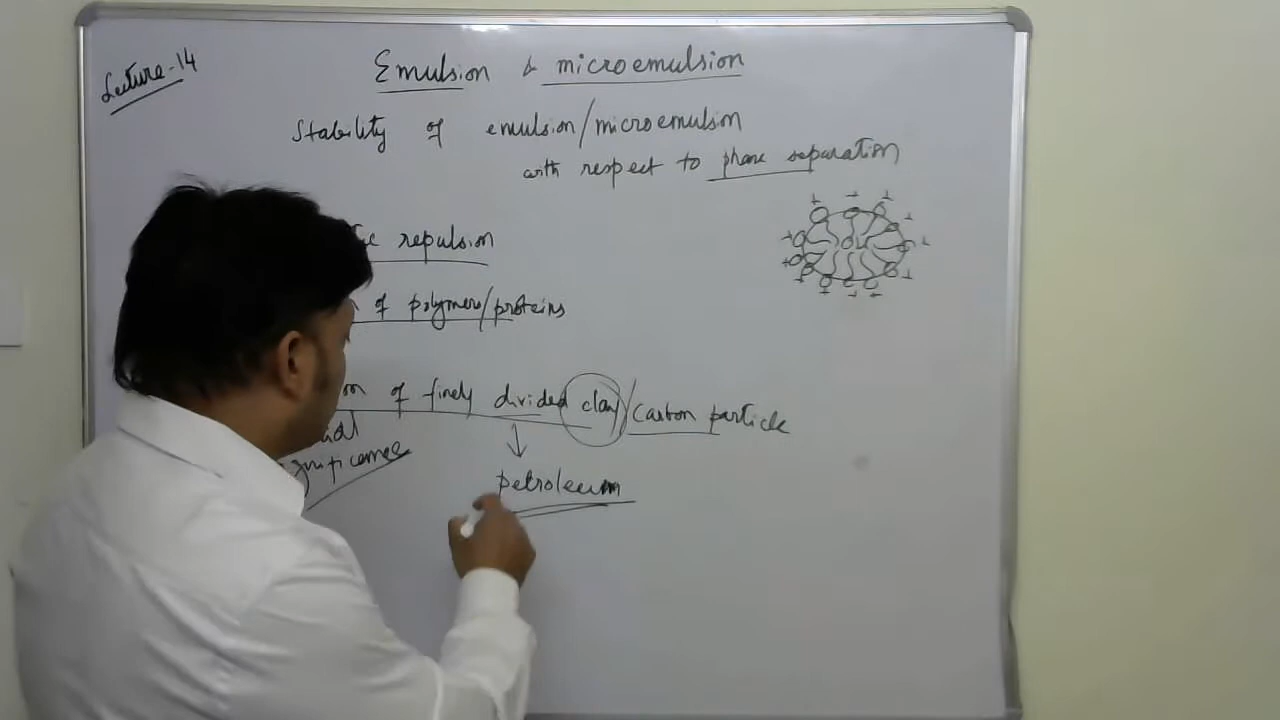 Lecture-14
Emulsion & microemulsion
Stability of emulsion/microemulsion
with respect to phase separation
repulsion
of polymers/proteins
of finely divided clay/carbon particle
petroleum